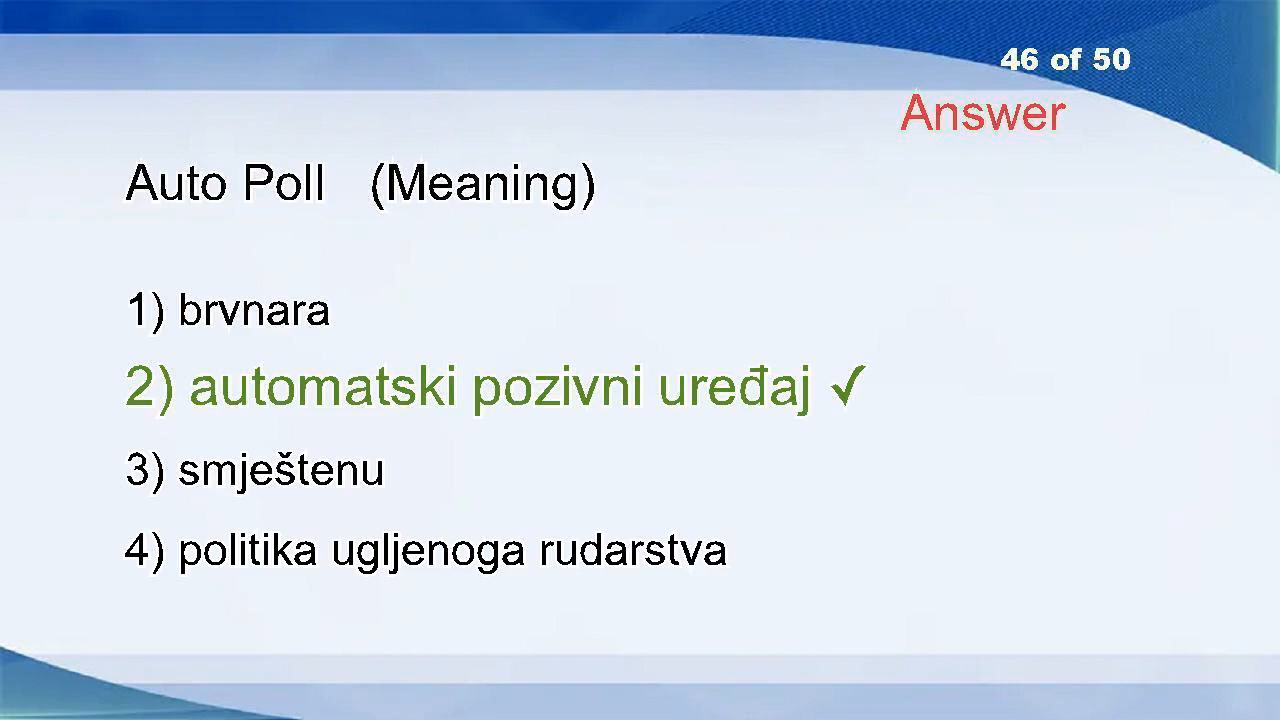 46 of 50
Answer
Auto Poll (Meaning)
1) brvnara
2) automatski pozivni uređaj ✓
3) smještenu
4) politika ugljenoga rudarstva